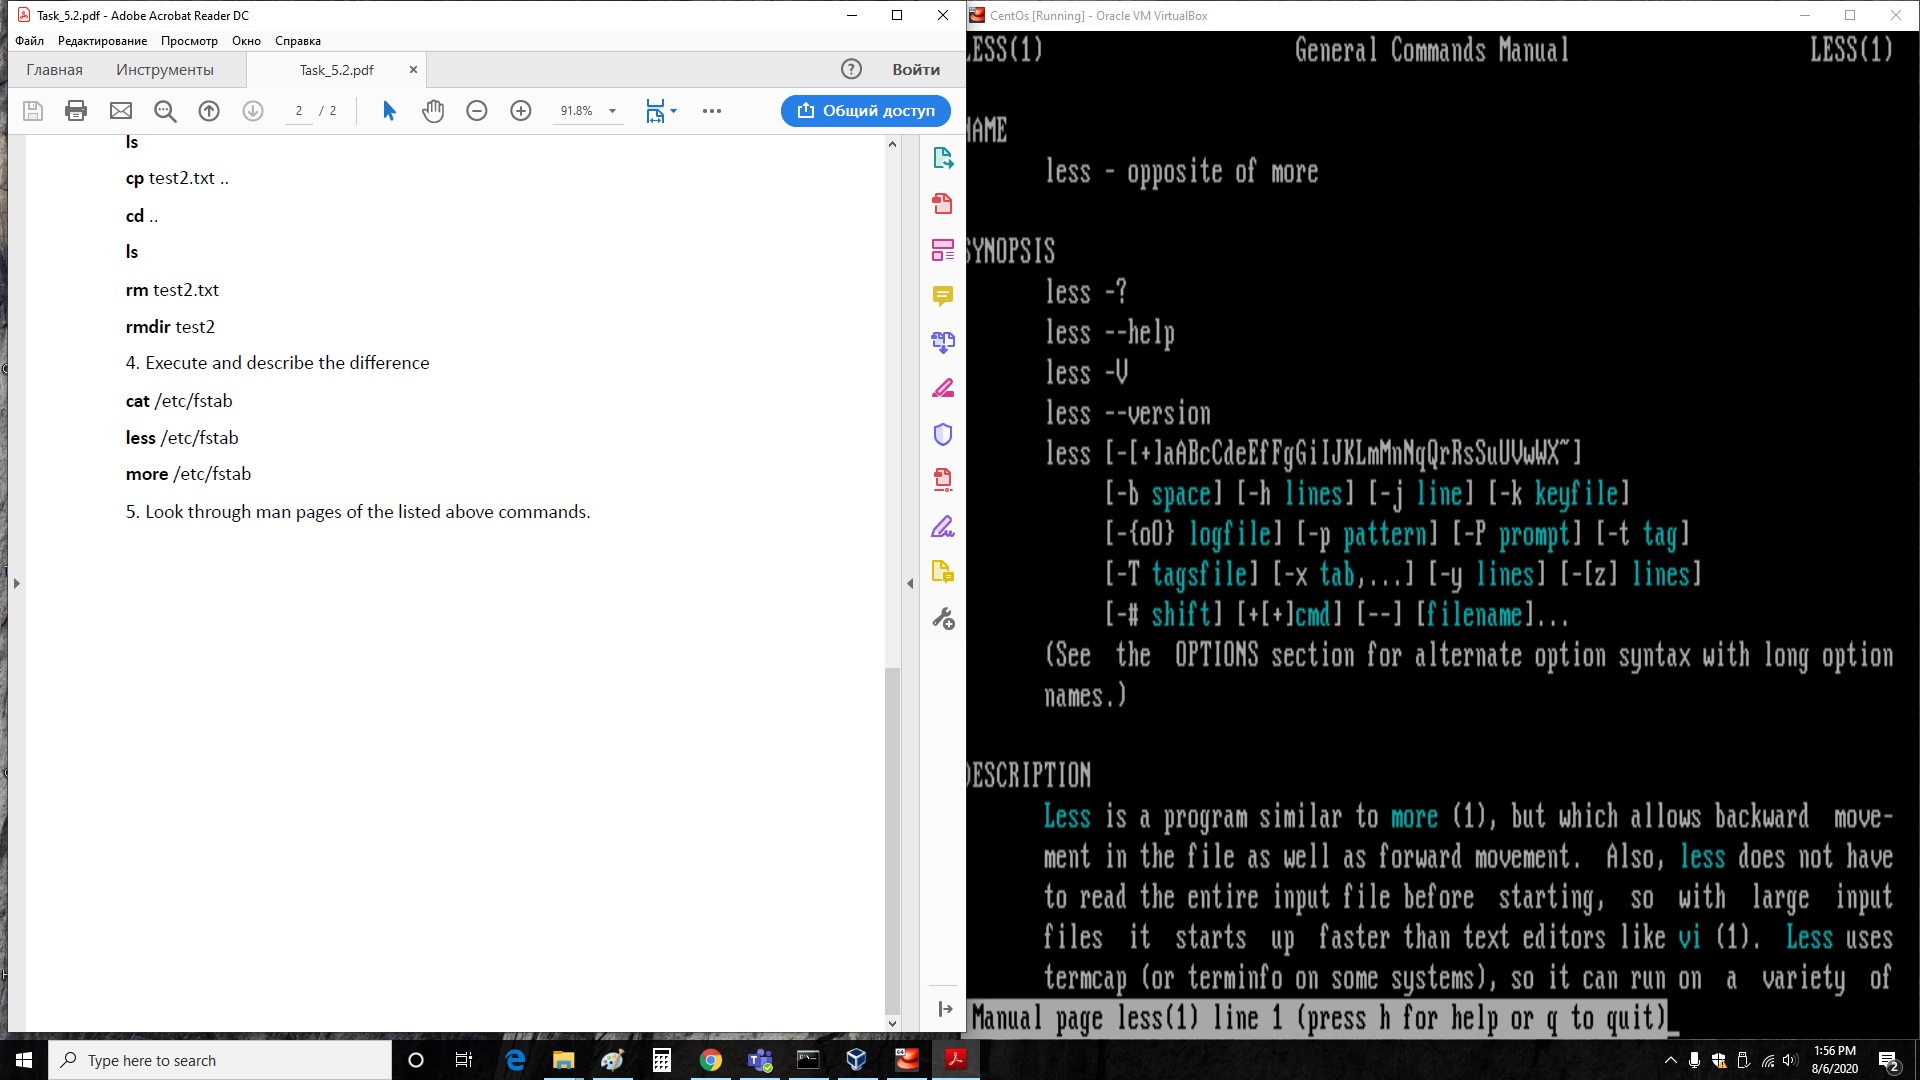 Task_5.2.pdf - Adobe Acrobat Reader DC
Файл Редактирование Просмотр Окно Справка
Главная Инструменты Task_5.2.pdf Войти
2 / 2 91.8% Общий доступ
ls
cp test2.txt ..
cd ..
ls
rm test2.txt
rmdir test2
4. Execute and describe the difference
cat /etc/fstab
less /etc/fstab
more /etc/fstab
5. Look through man pages of the listed above commands.
CentOs [Running] - Oracle VM VirtualBox
LESS(1) General Commands Manual LESS(1)
NAME
less - opposite of more
SYNOPSIS
less -?
less --help
less -V
less --version
less [-[+]aABcCdeEfFgGiIJKLmMnNqQrRsSuUVwWX~]
[-b space] [-h lines] [-j line] [-k keyfile]
[-{oO} logfile] [-p pattern] [-P prompt] [-t tag]
[-T tagsfile] [-x tab,...] [-y lines] [-[z] lines]
[-# shift] [+[+]cmd] [--] [filename]...
(See the OPTIONS section for alternate option syntax with long option
names.)
DESCRIPTION
Less is a program similar to more (1), but which allows backward move-
ment in the file as well as forward movement. Also, less does not have
to read the entire input file before starting, so with large input
files it starts up faster than text editors like vi (1). Less uses
termcap (or terminfo on some systems), so it can run on a variety of
Manual page less(1) line 1 (press h for help or q to quit)
Type here to search
1:56 PM
8/6/2020
2